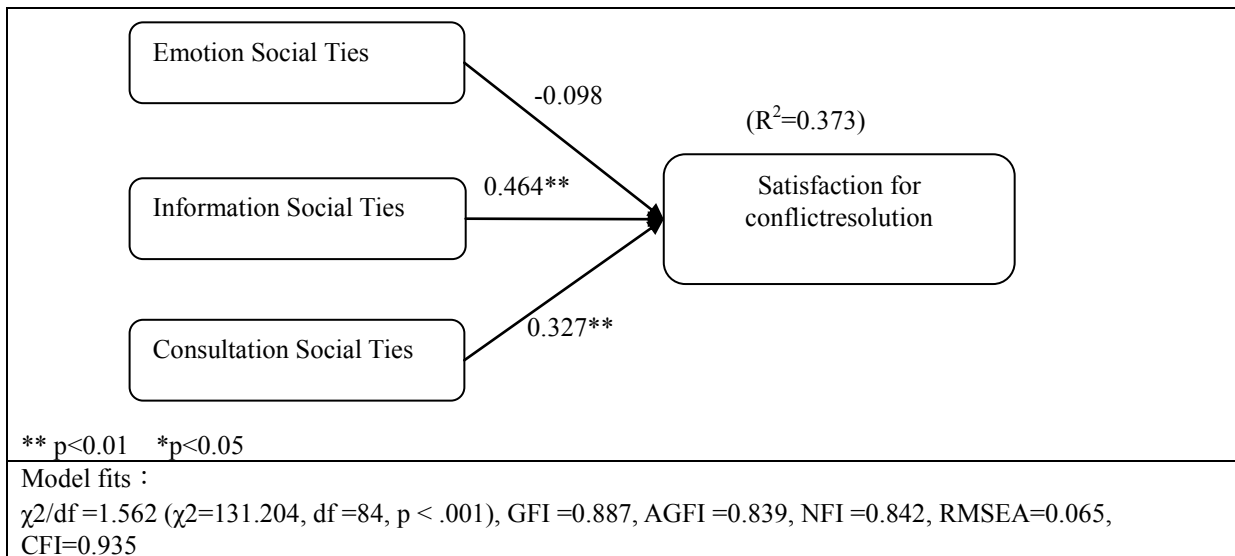 Emotion Social Ties
-0.098
(R²=0.373)
Information Social Ties
0.464**
Satisfaction for
conflictresolution
Consultation Social Ties
0.327**
** p<0.01 *p<0.05
Model fits：
χ2/df =1.562 (χ2=131.204, df =84, p < .001), GFI =0.887, AGFI =0.839, NFI =0.842, RMSEA=0.065,
CFI=0.935